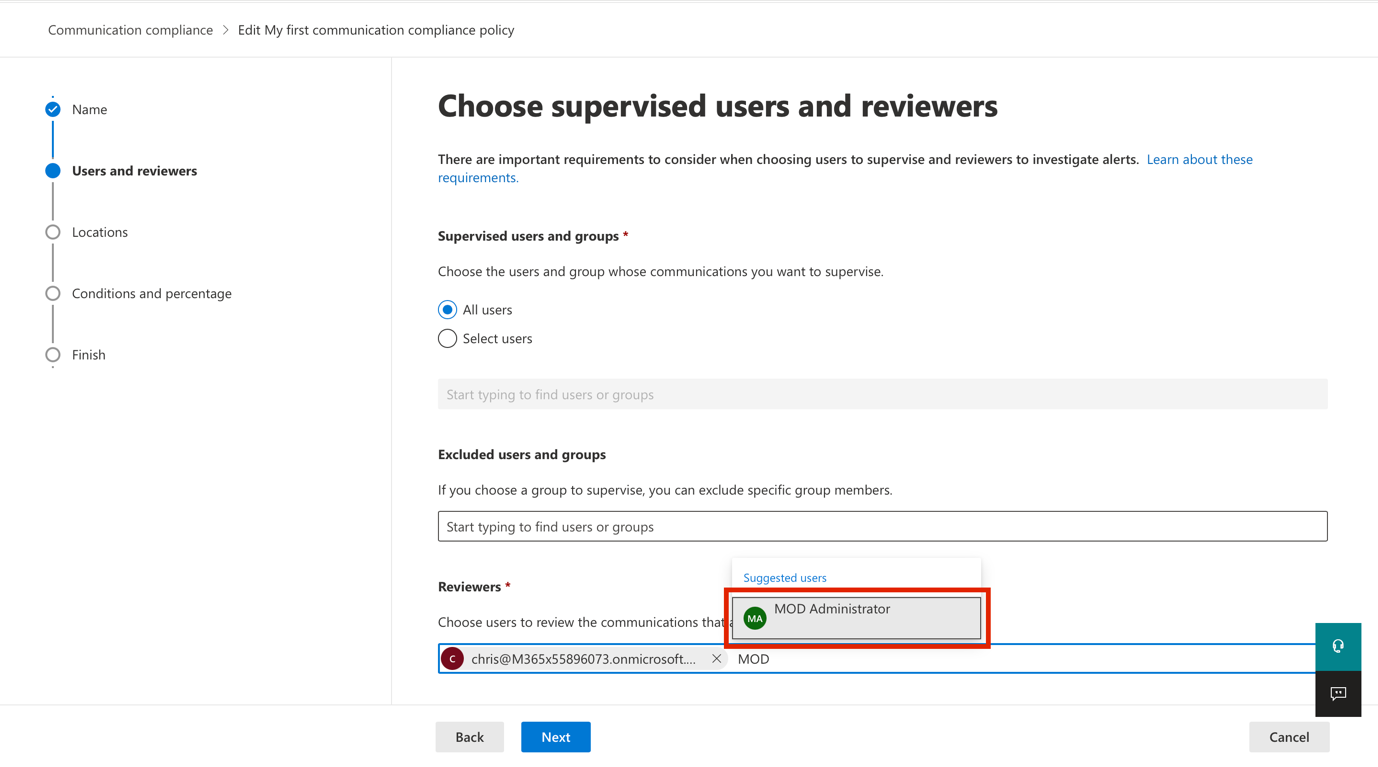 Communication compliance > Edit My first communication compliance policy
Name
Users and reviewers
Locations
Conditions and percentage
Finish
Choose supervised users and reviewers
There are important requirements to consider when choosing users to supervise and reviewers to investigate alerts. Learn about these
requirements.
Supervised users and groups *
Choose the users and group whose communications you want to supervise.
All users
Select users
Start typing to find users or groups
Excluded users and groups
If you choose a group to supervise, you can exclude specific group members.
Start typing to find users or groups
Suggested users
Reviewers *
MA MOD Administrator
Choose users to review the communications that
C chris@M365x55896073.onmicrosoft.... MOD
Back
Next
Cancel